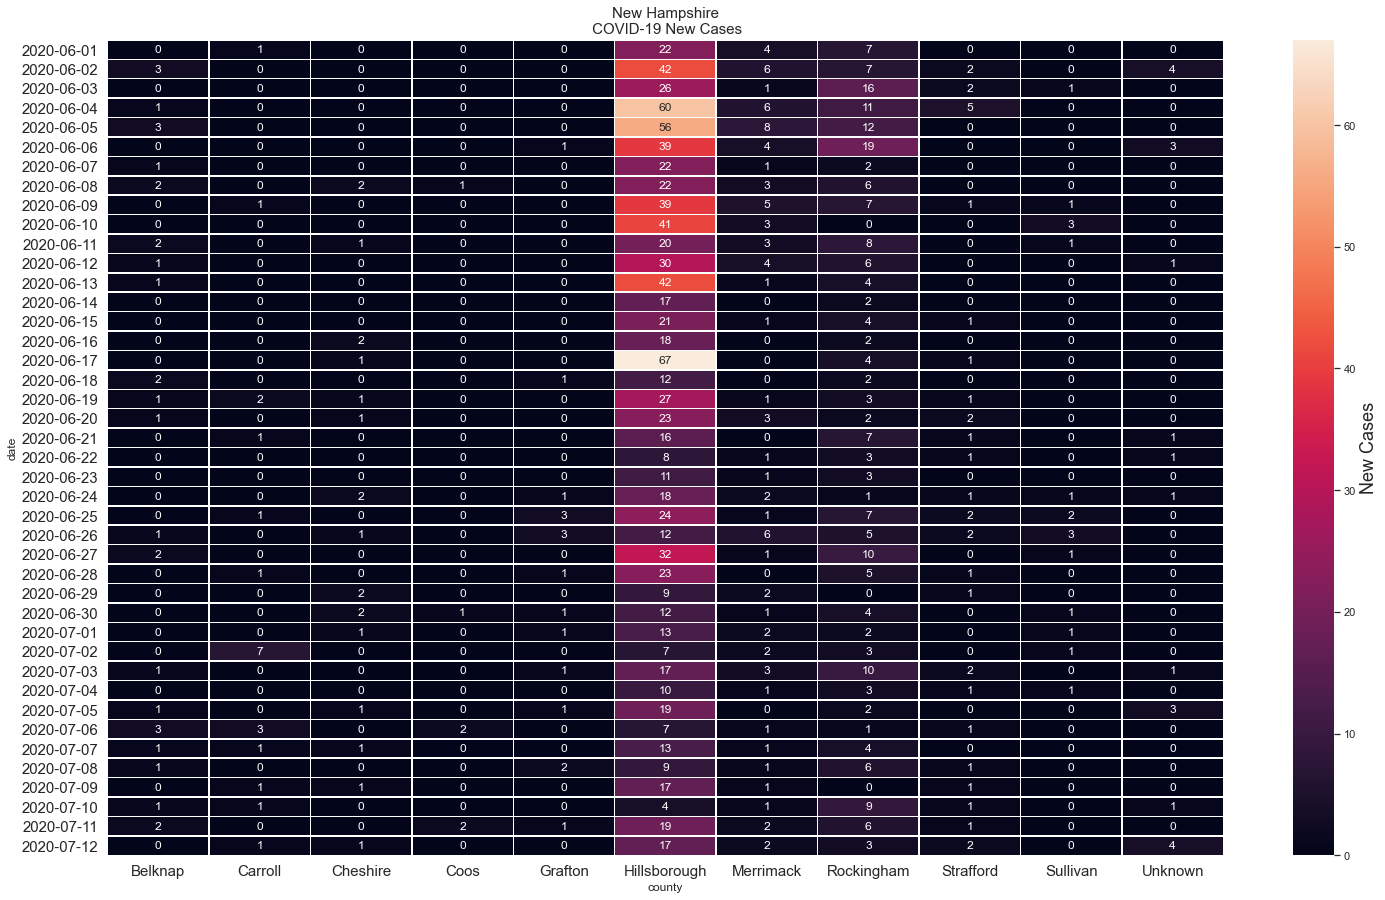 New Hampshire
COVID-19 New Cases
2020-06-01 0 1 0 0 0 22 4 7 0 0 0
2020-06-02 3 0 0 0 0 42 6 7 2 0 4
2020-06-03 0 0 0 0 0 26 1 16 2 1 0
2020-06-04 1 0 0 0 0 60 6 11 5 0 0
2020-06-05 3 0 0 0 0 56 8 12 0 0 0
2020-06-06 0 0 0 0 1 39 4 19 0 0 3
2020-06-07 1 0 0 0 0 22 1 2 0 0 0
2020-06-08 2 0 2 1 0 22 3 6 0 0 0
2020-06-09 0 1 0 0 0 39 5 7 1 1 0
2020-06-10 0 0 0 0 0 41 3 0 0 3 0
2020-06-11 2 0 1 0 0 20 3 8 0 1 0
2020-06-12 1 0 0 0 0 30 4 6 0 0 1
2020-06-13 1 0 0 0 0 42 1 4 0 0 0
2020-06-14 0 0 0 0 0 17 0 2 0 0 0
2020-06-15 0 0 0 0 0 21 1 4 1 0 0
2020-06-16 0 0 2 0 0 18 0 2 0 0 0
2020-06-17 0 0 1 0 0 67 0 4 1 0 0
2020-06-18 2 0 0 0 1 12 0 2 0 0 0
2020-06-19 1 2 1 0 0 27 1 3 1 0 0
2020-06-20 1 0 1 0 0 23 3 2 2 0 0
2020-06-21 0 1 0 0 0 16 0 7 1 0 1
2020-06-22 0 0 0 0 0 8 1 3 1 0 1
2020-06-23 0 0 0 0 0 11 1 3 0 0 0
2020-06-24 0 0 2 0 1 18 2 1 1 1 1
2020-06-25 0 1 0 0 3 24 1 7 2 2 0
2020-06-26 1 0 1 0 3 12 6 5 2 3 0
2020-06-27 2 0 0 0 0 32 1 10 0 1 0
2020-06-28 0 1 0 0 1 23 0 5 1 0 0
2020-06-29 0 0 2 0 0 9 2 0 1 0 0
2020-06-30 0 0 2 1 1 12 1 4 0 1 0
2020-07-01 0 0 1 0 1 13 2 2 0 1 0
2020-07-02 0 7 0 0 0 7 2 3 0 1 0
2020-07-03 1 0 0 0 1 17 3 10 2 0 1
2020-07-04 0 0 0 0 0 10 1 3 1 1 0
2020-07-05 1 0 1 0 1 19 0 2 0 0 3
2020-07-06 3 3 0 2 0 7 1 1 1 0 0
2020-07-07 1 1 1 0 0 13 1 4 0 0 0
2020-07-08 1 0 0 0 2 9 1 6 1 0 0
2020-07-09 0 1 1 0 0 17 1 0 1 0 0
2020-07-10 1 1 0 0 0 4 1 9 1 0 1
2020-07-11 2 0 0 2 1 19 2 6 1 0 0
2020-07-12 0 1 1 0 0 17 2 3 2 0 4
date
Belknap Carroll Cheshire Coos Grafton Hillsborough Merrimack Rockingham Strafford Sullivan Unknown
county
60
50
40
30
20
10
0
New Cases